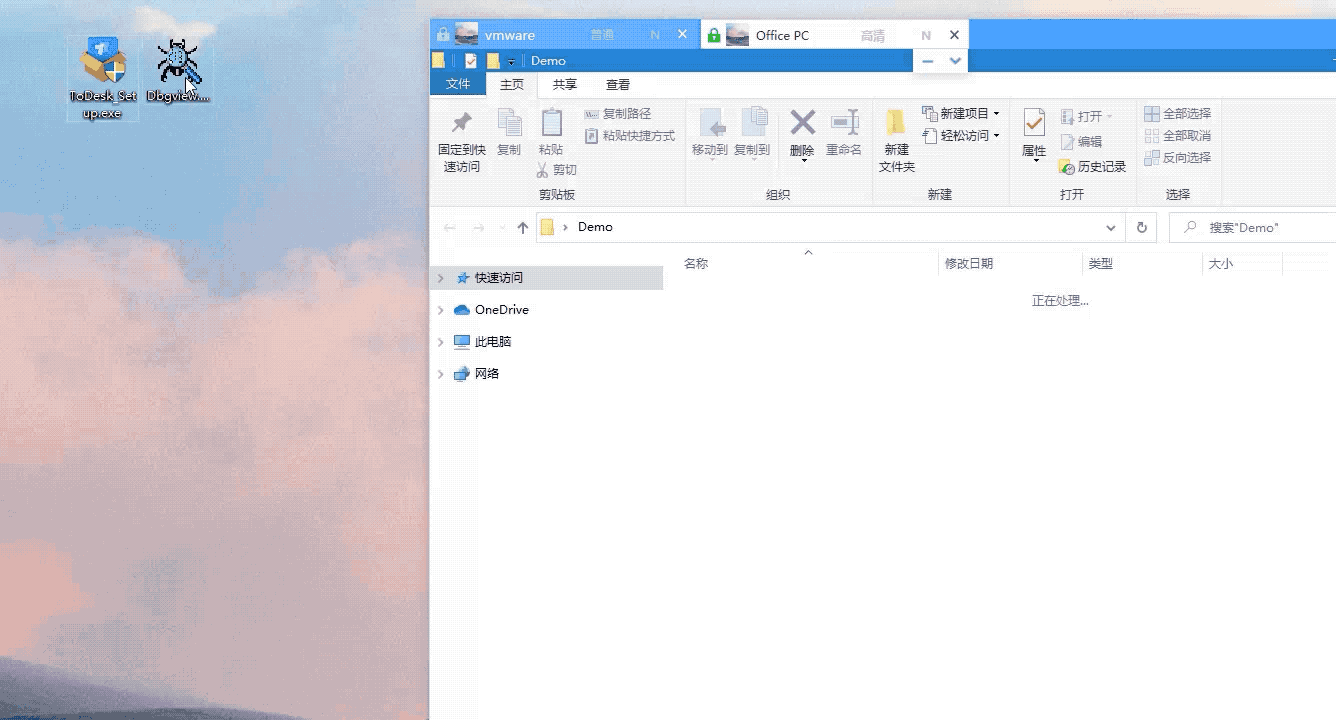 ToDesk_Set
up.exe
Dbgview....
vmware
普通
N
Office PC
高清
N
Demo
文件
主页
共享
查看
固定到快
速访问
复制
粘贴
复制路径
粘贴快捷方式
剪切
剪贴板
移动到
复制到
删除
重命名
组织
新建
文件夹
新建项目
轻松访问
新建
属性
打开
编辑
历史记录
打开
全部选择
全部取消
反向选择
选择
Demo
搜索"Demo"
名称
修改日期
类型
大小
正在处理...
快速访问
OneDrive
此电脑
网络